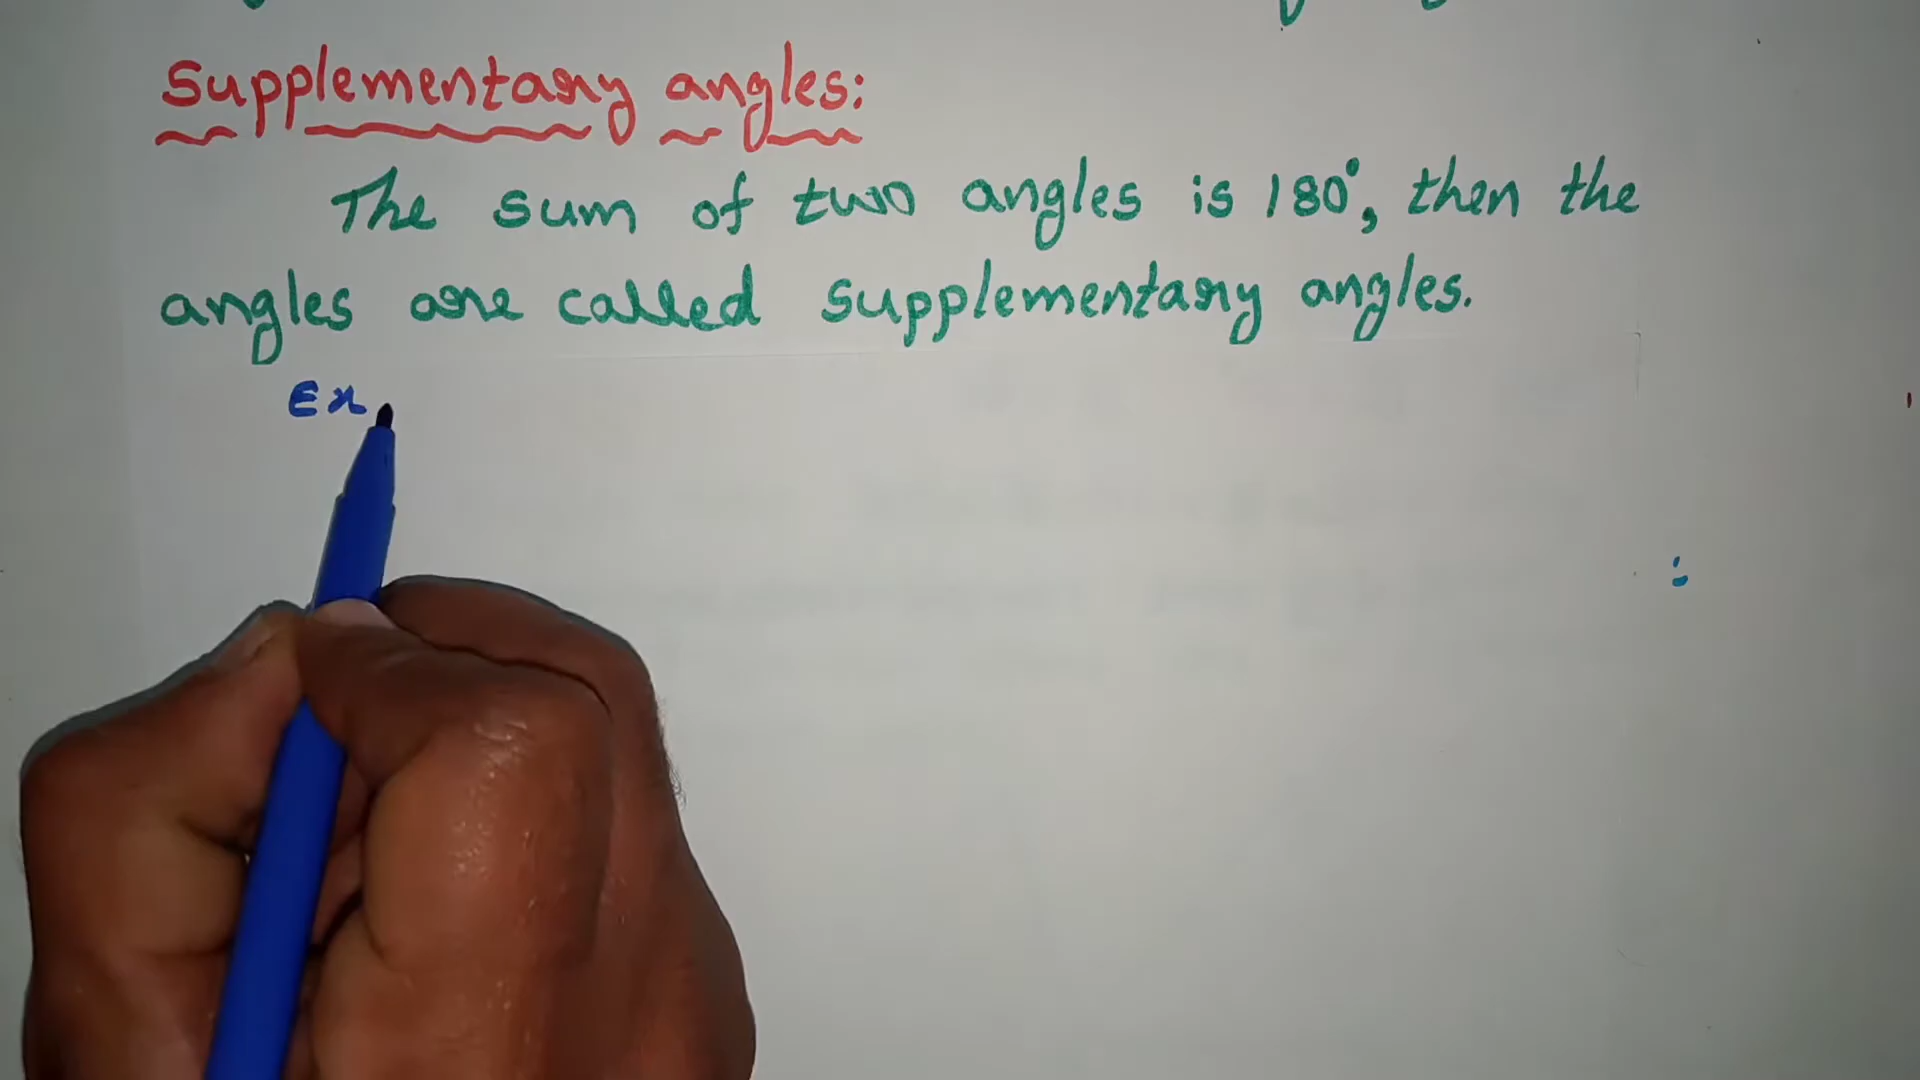 Supplementary angles:
The sum of two angles is 180°, then the
angles are called supplementary angles.
Ex